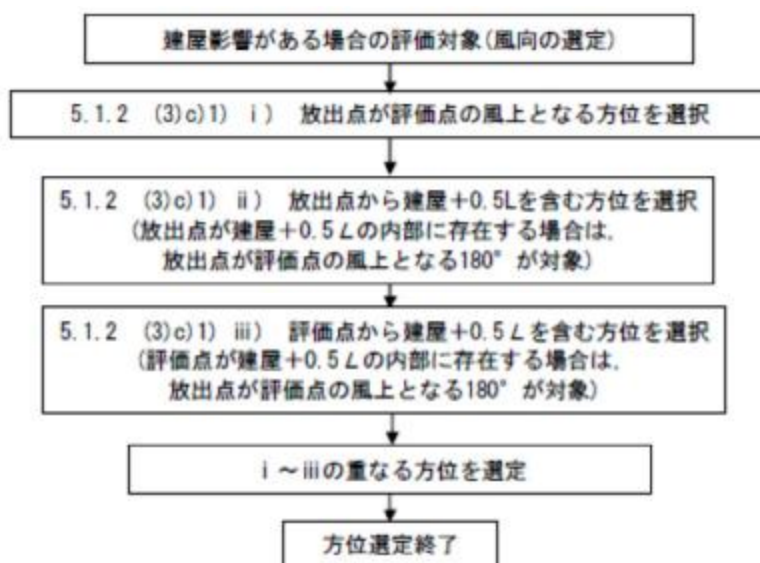 建屋影響がある場合の評価対象(風向の選定)
5.1.2 (3)c)1) ⅰ) 放出点が評価点の風上となる方位を選択
5.1.2 (3)c)1) ⅱ) 放出点から建屋+0.5Lを含む方位を選択
(放出点が建屋+0.5Lの内部に存在する場合は,
放出点が評価点の風上となる180°が対象)
5.1.2 (3)c)1) ⅲ) 評価点から建屋+0.5Lを含む方位を選択
(評価点が建屋+0.5Lの内部に存在する場合は,
放出点が評価点の風上となる180°が対象)
ⅰ~ⅲの重なる方位を選定
方位選定終了